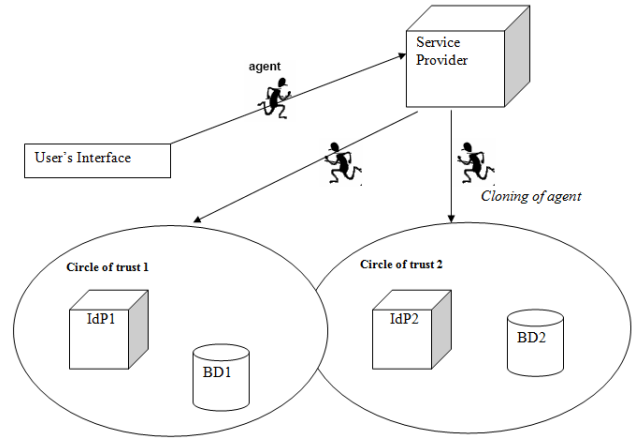 Service
Provider
agent
User's Interface
Cloning of agent
Circle of trust 1
Circle of trust 2
IdP1
IdP2
BD1
BD2